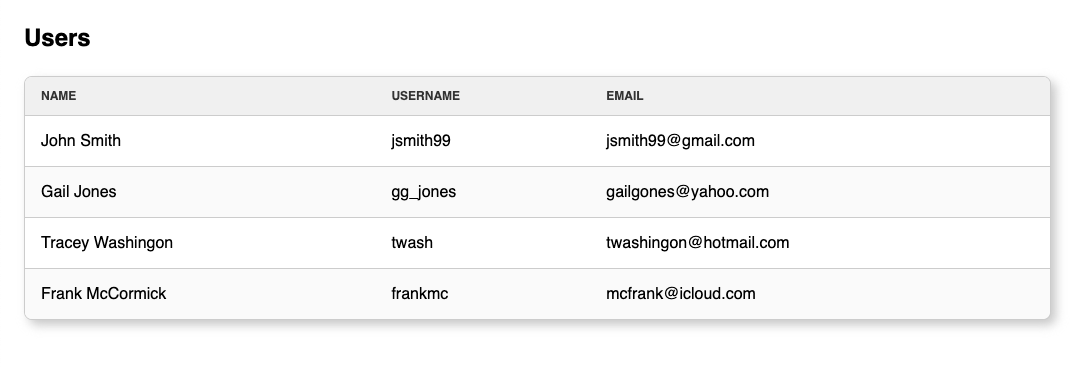 Users
NAME USERNAME EMAIL
John Smith jsmith99 jsmith99@gmail.com
Gail Jones gg_jones gailgones@yahoo.com
Tracey Washingon twash twashingon@hotmail.com
Frank McCormick frankmc mcfrank@icloud.com